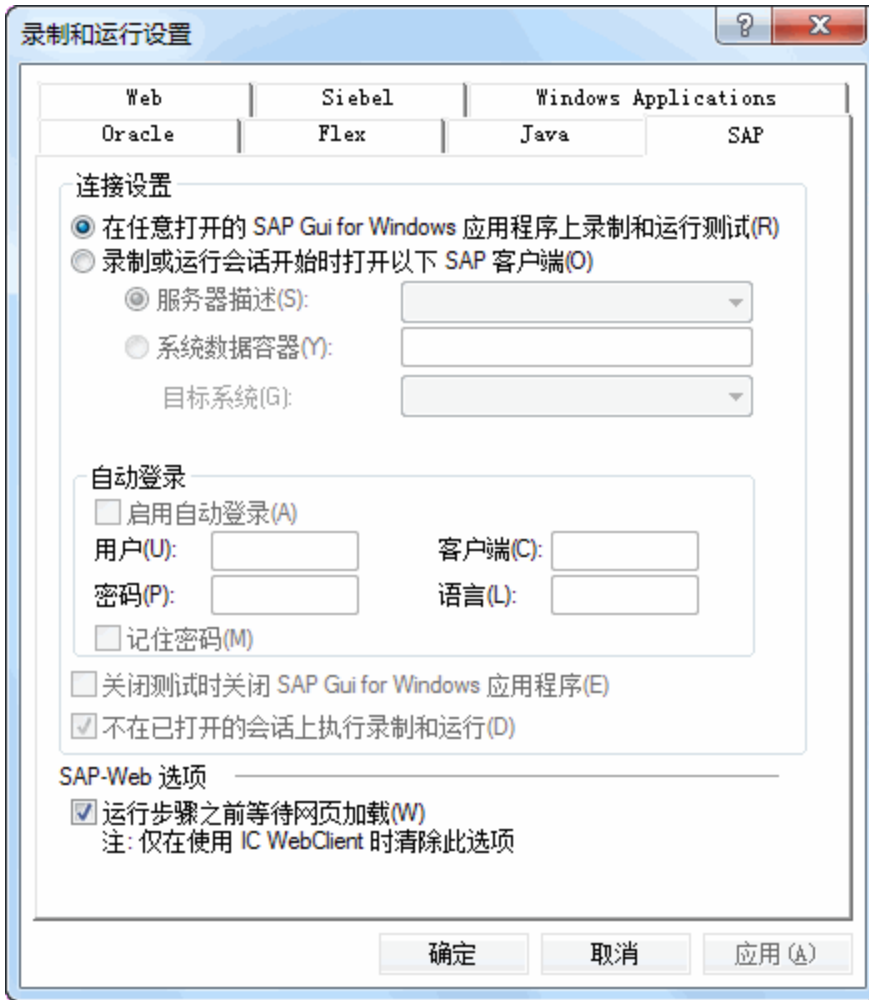 录制和运行设置
Web Siebel Windows Applications
Oracle Flex Java SAP
连接设置
在任意打开的 SAP Gui for Windows 应用程序上录制和运行测试(R)
录制或运行会话开始时打开以下 SAP 客户端(O)
服务器描述(S):
系统数据容器(Y):
目标系统(G):
自动登录
启用自动登录(A)
用户(U): 客户端(C):
密码(P): 语言(L):
记住密码(M)
关闭测试时关闭 SAP Gui for Windows 应用程序(E)
不在已打开的会话上执行录制和运行(D)
SAP-Web 选项
运行步骤之前等待网页加载(W)
注: 仅在使用 IC WebClient 时清除此选项
确定 取消 应用(A)